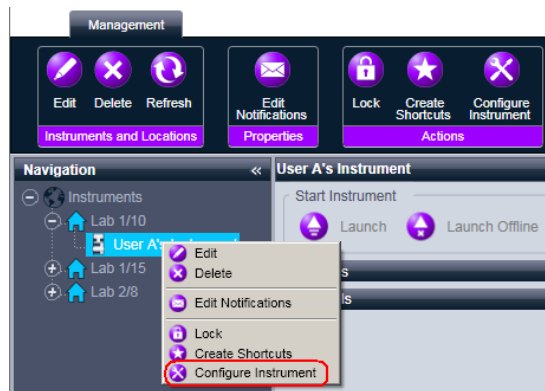 Management
Edit Delete Refresh
Edit Notifications
Lock
Create Shortcuts
Configure Instrument
Instruments and Locations
Properties
Actions
Navigation «
User A's Instrument
Instruments
Start Instrument
Lab 1/10
Launch
Launch Offline
User A's
Edit
Lab 1/15
Delete
Lab 2/8
Edit Notifications
Lock
Create Shortcuts
Configure Instrument